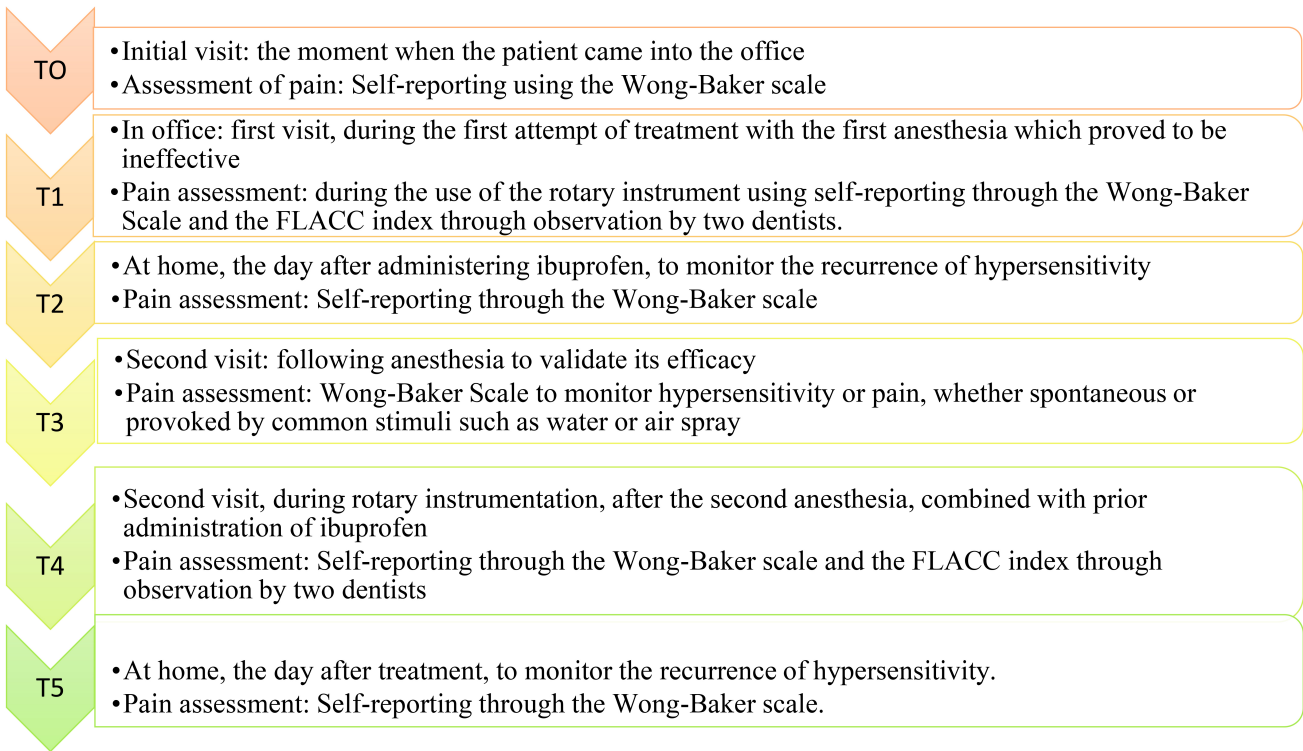 TO
•Initial visit: the moment when the patient came into the office
•Assessment of pain: Self-reporting using the Wong-Baker scale
T1
•In office: first visit, during the first attempt of treatment with the first anesthesia which proved to be
ineffective
•Pain assessment: during the use of the rotary instrument using self-reporting through the Wong-Baker
Scale and the FLACC index through observation by two dentists.
T2
•At home, the day after administering ibuprofen, to monitor the recurrence of hypersensitivity
•Pain assessment: Self-reporting through the Wong-Baker scale
T3
•Second visit: following anesthesia to validate its efficacy
•Pain assessment: Wong-Baker Scale to monitor hypersensitivity or pain, whether spontaneous or
provoked by common stimuli such as water or air spray
T4
•Second visit, during rotary instrumentation, after the second anesthesia, combined with prior
administration of ibuprofen
•Pain assessment: Self-reporting through the Wong-Baker scale and the FLACC index through
observation by two dentists
T5
•At home, the day after treatment, to monitor the recurrence of hypersensitivity.
•Pain assessment: Self-reporting through the Wong-Baker scale.